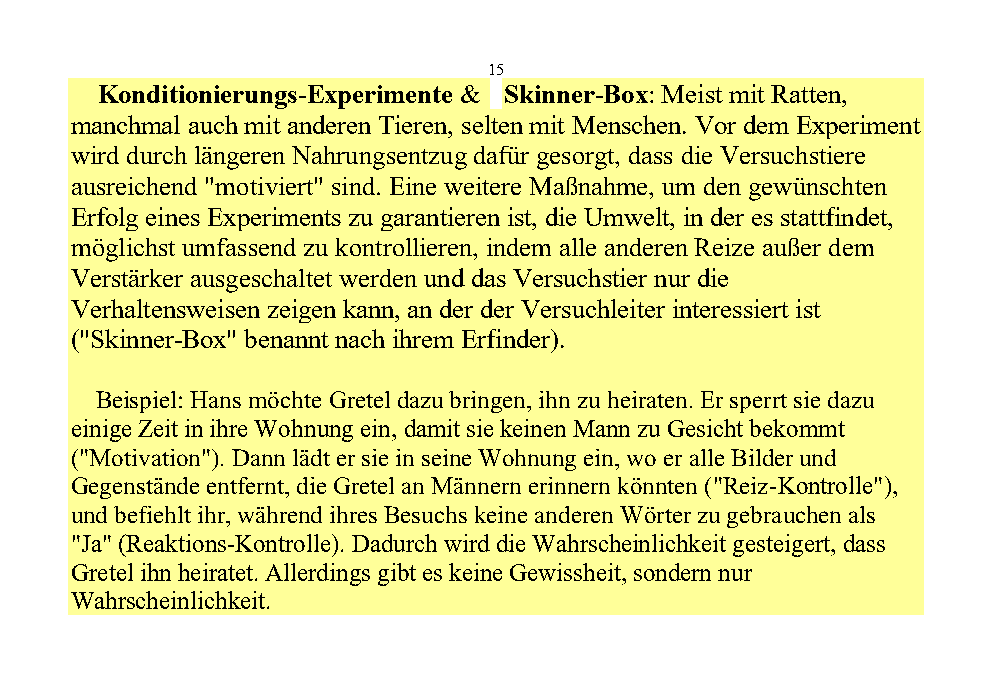 15
Konditionierungs-Experimente & Skinner-Box: Meist mit Ratten,
manchmal auch mit anderen Tieren, selten mit Menschen. Vor dem Experiment
wird durch längeren Nahrungsentzug dafür gesorgt, dass die Versuchstiere
ausreichend "motiviert" sind. Eine weitere Maßnahme, um den gewünschten
Erfolg eines Experiments zu garantieren ist, die Umwelt, in der es stattfindet,
möglichst umfassend zu kontrollieren, indem alle anderen Reize außer dem
Verstärker ausgeschaltet werden und das Versuchstier nur die
Verhaltensweisen zeigen kann, an der der Versuchleiter interessiert ist
("Skinner-Box" benannt nach ihrem Erfinder).
Beispiel: Hans möchte Gretel dazu bringen, ihn zu heiraten. Er sperrt sie dazu
einige Zeit in ihre Wohnung ein, damit sie keinen Mann zu Gesicht bekommt
("Motivation"). Dann lädt er sie in seine Wohnung ein, wo er alle Bilder und
Gegenstände entfernt, die Gretel an Männern erinnern könnten ("Reiz-Kontrolle"),
und befiehlt ihr, während ihres Besuchs keine anderen Wörter zu gebrauchen als
"Ja" (Reaktions-Kontrolle). Dadurch wird die Wahrscheinlichkeit gesteigert, dass
Gretel ihn heiratet. Allerdings gibt es keine Gewissheit, sondern nur
Wahrscheinlichkeit.